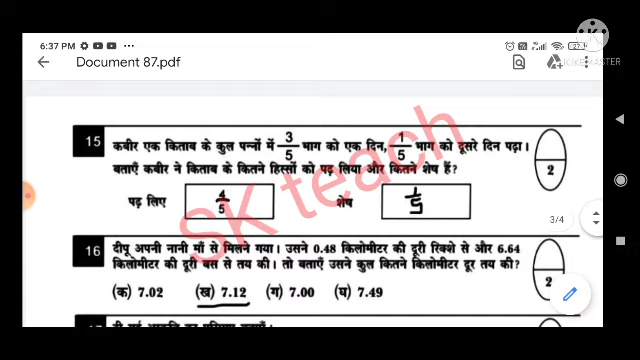 6:37 PM
Document 87.pdf
KINEMASTER
15 कबीर एक किताब के कुल पन्नों में 3/5 भाग को एक दिन, 1/5 भाग को दूसरे दिन पढ़ा।
बताएँ कबीर ने किताब के कितने हिस्सों को पढ़ लिया और कितने शेष हैं?
2
पढ़ लिए 4/5 शेष 1/5
3/4
SK teach
16 दीपू अपनी नानी माँ से मिलने गया। उसने 0.48 किलोमीटर की दूरी रिक्शे से और 6.64
किलोमीटर की दूरी बस से तय की। तो बताएँ उसने कुल कितने किलोमीटर दूर तय की?
2
(क) 7.02 (ख) 7.12 (ग) 7.00 (घ) 7.49